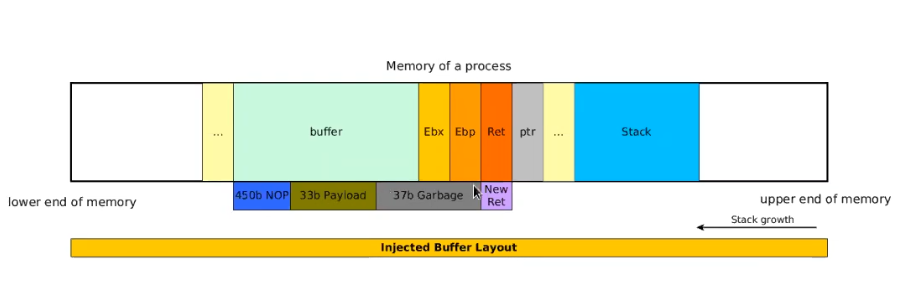 Memory of a process
...
buffer
Ebx
Ebp
Ret
ptr
...
Stack
450b NOP
33b Payload
37b Garbage
New
Ret
lower end of memory
upper end of memory
Stack growth
Injected Buffer Layout